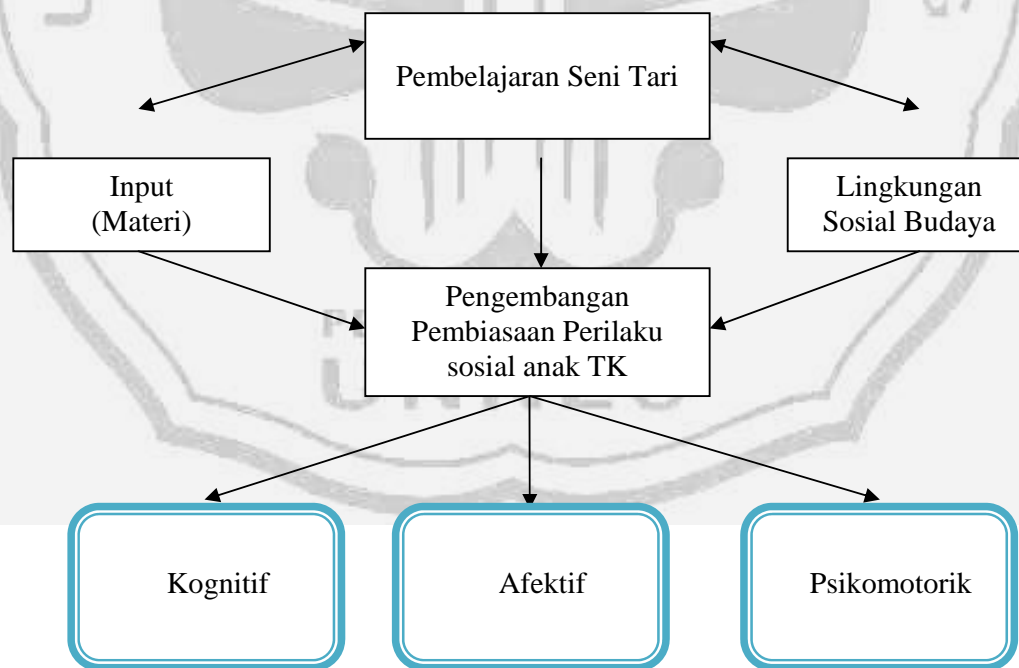 Pembelajaran Seni Tari
Input
(Materi)
Lingkungan
Sosial Budaya
Pengembangan
Pembiasaan Perilaku
sosial anak TK
Kognitif
Afektif
Psikomotorik